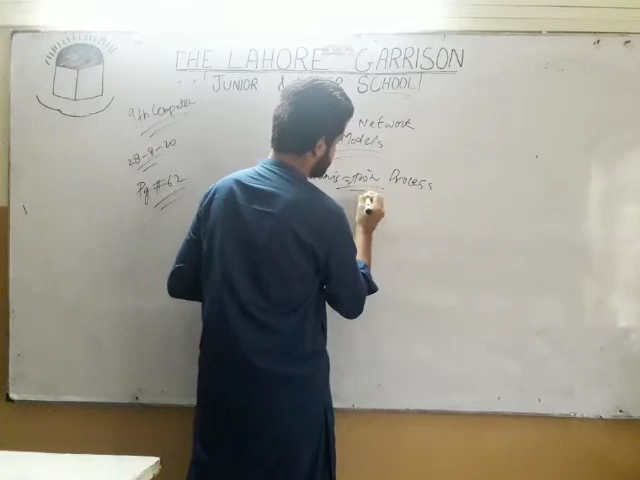 THE LAHORE GARRISON
JUNIOR & SCHOOL
9th Computer
28-9-20
Pg # 62
Network
Models
Process